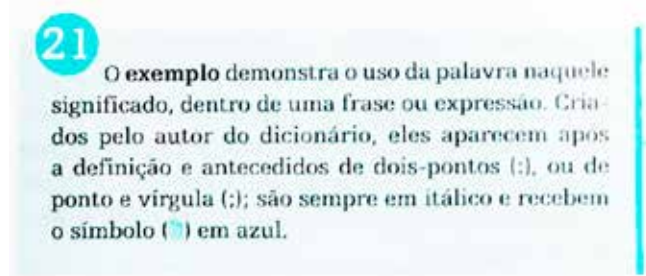 21
O exemplo demonstra o uso da palavra naquele
significado, dentro de uma frase ou expressão. Cria-
dos pelo autor do dicionário, eles aparecem após
a definição e antecedidos de dois-pontos (:), ou de
ponto e vírgula (;); são sempre em itálico e recebem
o símbolo ( ) em azul.